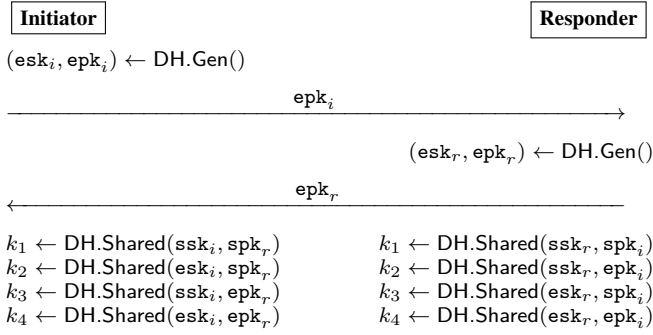 Initiator Responder
(esk_i, epk_i) ← DH.Gen()
epk_i
(esk_r, epk_r) ← DH.Gen()
epk_r
k_1 ← DH.Shared(ssk_i, spk_r) k_1 ← DH.Shared(ssk_r, spk_i)
k_2 ← DH.Shared(esk_i, spk_r) k_2 ← DH.Shared(ssk_r, epk_i)
k_3 ← DH.Shared(ssk_i, epk_r) k_3 ← DH.Shared(esk_r, spk_i)
k_4 ← DH.Shared(esk_i, epk_r) k_4 ← DH.Shared(esk_r, epk_i)